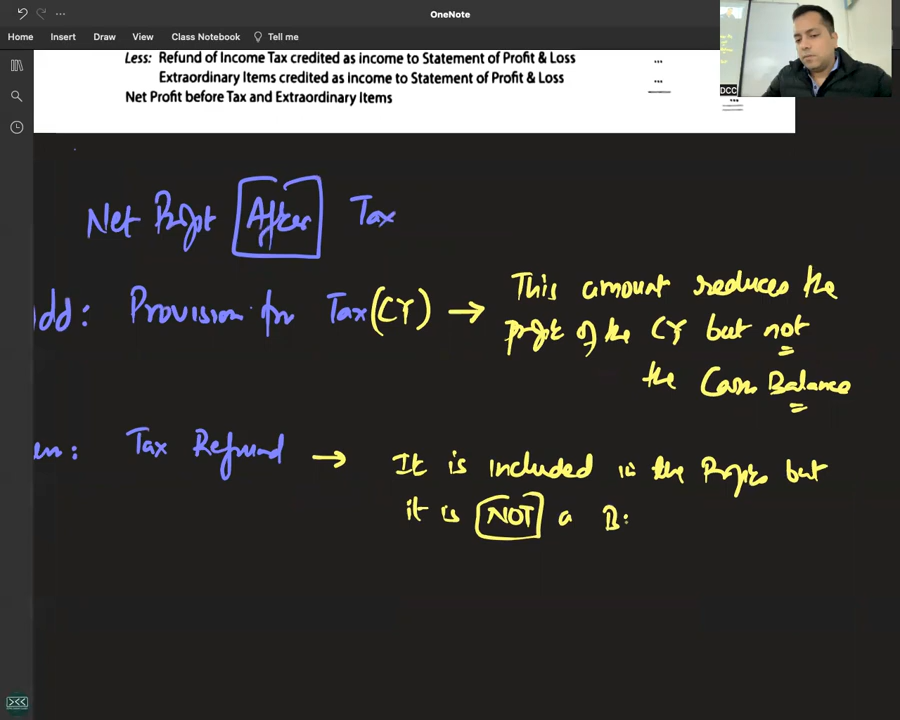 OneNote
Home Insert Draw View Class Notebook Tell me
Less: Refund of Income Tax credited as income to Statement of Profit & Loss ...
Extraordinary Items credited as income to Statement of Profit & Loss ...
Net Profit before Tax and Extraordinary Items ...
DCC
Net Profit After Tax
dd: Provision for Tax (CY) → This amount reduces the
profit of the CY but not
the Cash Balance
Tax Refund → It is included in the Profits but
it is NOT a B